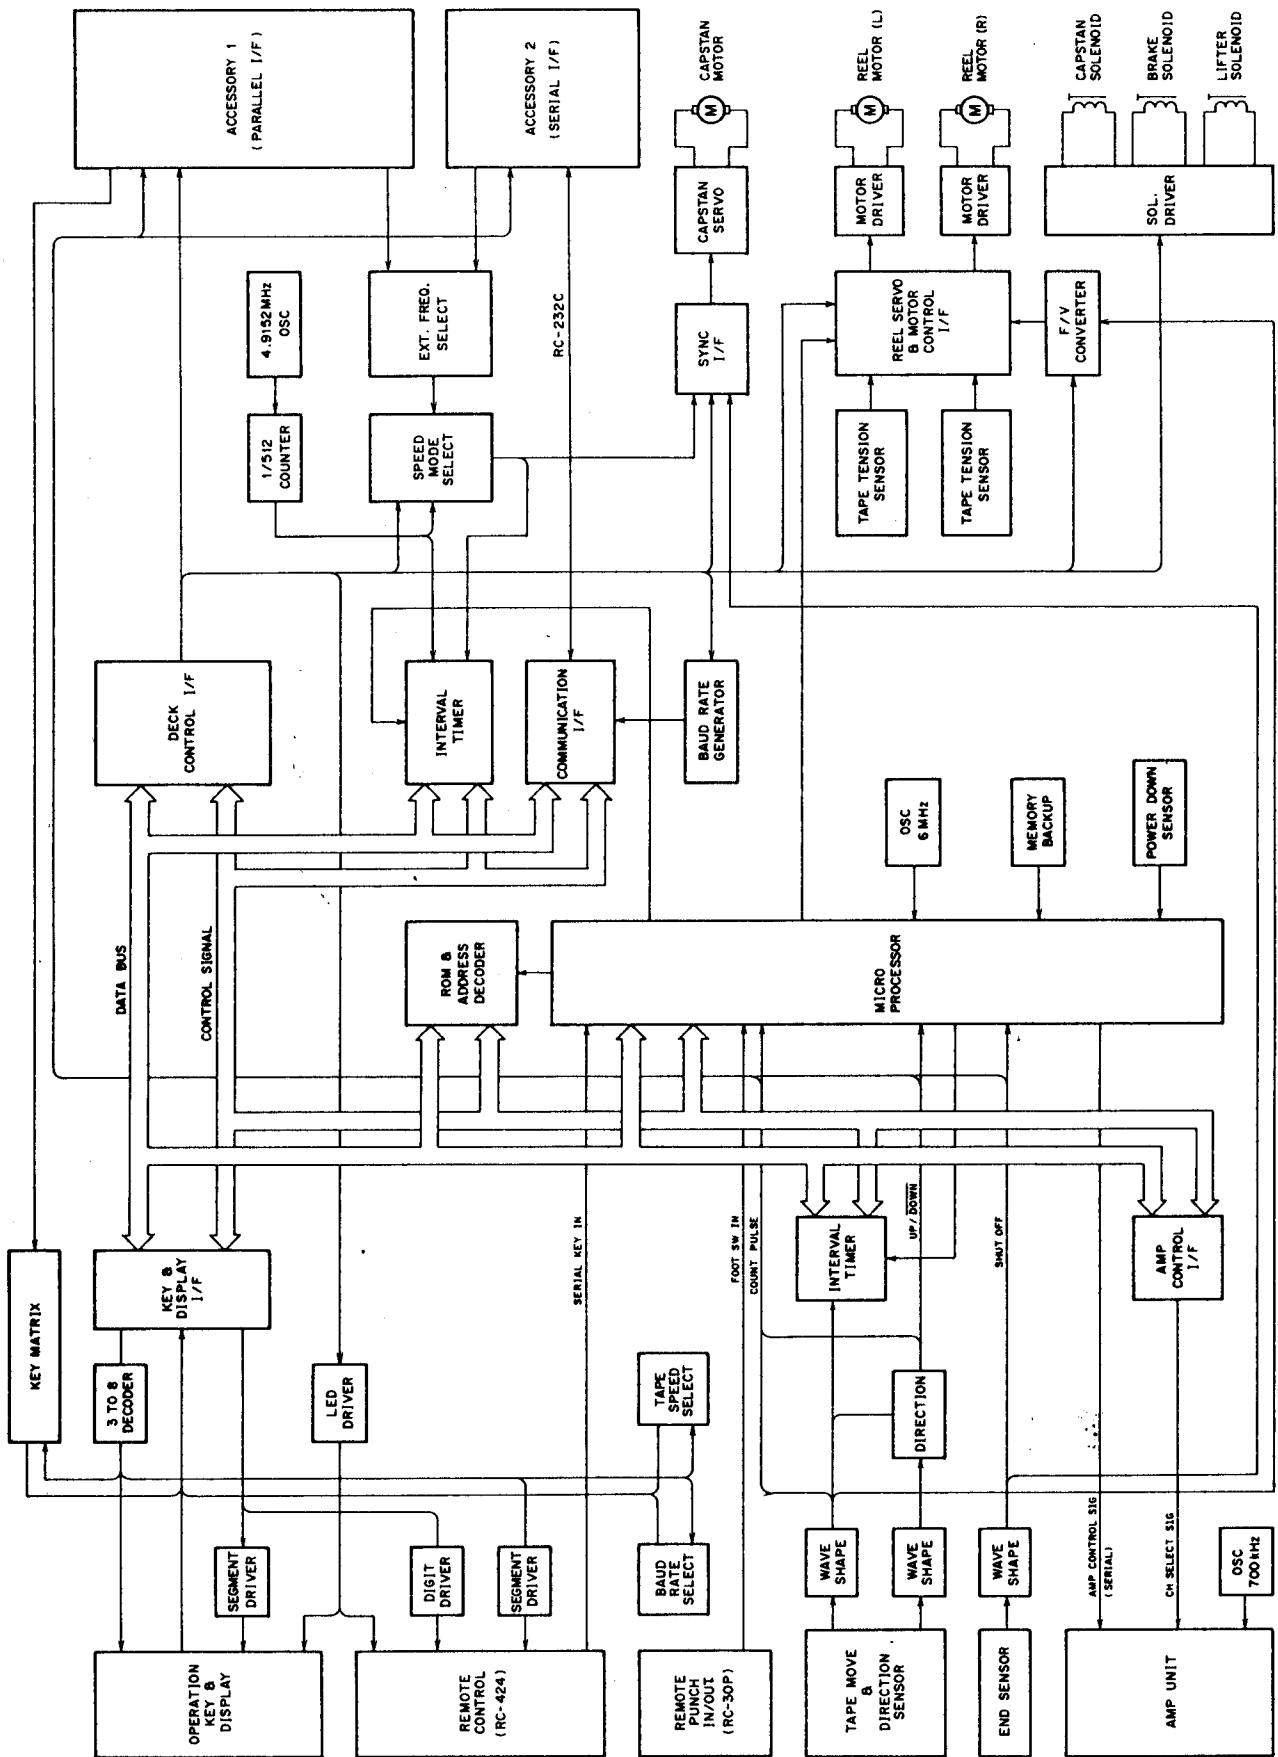 OPERATION
KEY &
DISPLAY
REMOTE
CONTROL
(RC-424)
REMOTE
PUNCH
IN/OUT
(RC-30P)
TAPE MOVE
&
DIRECTION
SENSOR
END SENSOR
AMP UNIT
SEGMENT
DRIVER
DIGIT
DRIVER
SEGMENT
DRIVER
BAUD
RATE
SELECT
WAVE
SHAPE
WAVE
SHAPE
WAVE
SHAPE
AMP CONTROL SIG
(SERIAL)
CH SELECT SIG
OSC
700kHz
KEY MATRIX
3 TO 8
DECODER
LED
DRIVER
TAPE
SPEED
SELECT
DIRECTION
KEY &
DISPLAY
I/F
SERIAL KEY IN
FOOT SW IN
COUNT PULSE
INTERVAL
TIMER
UP/DOWN
SHUT OFF
AMP
CONTROL
I/F
DATA BUS
CONTROL SIGNAL
ROM &
ADDRESS
DECODER
MICRO
PROCESSOR
OSC
6MHz
MEMORY
BACKUP
POWER DOWN
SENSOR
DECK
CONTROL I/F
INTERVAL
TIMER
COMMUNICATION
I/F
BAUD RATE
GENERATOR
1/512
COUNTER
4.9152MHz
OSC
SPEED
MODE
SELECT
EXT. FREQ.
SELECT
RC-232C
SYNC
I/F
CAPSTAN
SERVO
CAPSTAN
MOTOR
M
TAPE TENSION
SENSOR
TAPE TENSION
SENSOR
REEL SERVO
& MOTOR
CONTROL
I/F
F/V
CONVERTER
MOTOR
DRIVER
MOTOR
DRIVER
SOL.
DRIVER
M
M
REEL
MOTOR (L)
REEL
MOTOR (R)
CAPSTAN
SOLENOID
BRAKE
SOLENOID
LIFTER
SOLENOID
ACCESSORY 1
(PARALLEL I/F)
ACCESSORY 2
(SERIAL I/F)